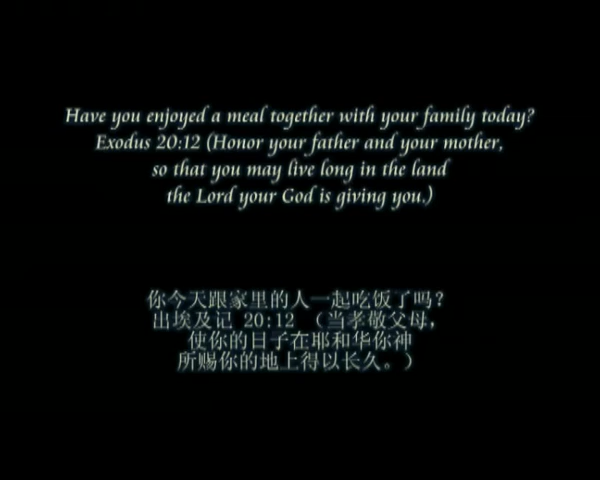 Have you enjoyed a meal together with your family today?
Exodus 20:12 (Honor your father and your mother,
so that you may live long in the land
the Lord your God is giving you.)
你今天跟家里的人一起吃饭了吗？
出埃及记 20:12 （当孝敬父母，
使你的日子在耶和华你神
所赐你的地上得以长久。）